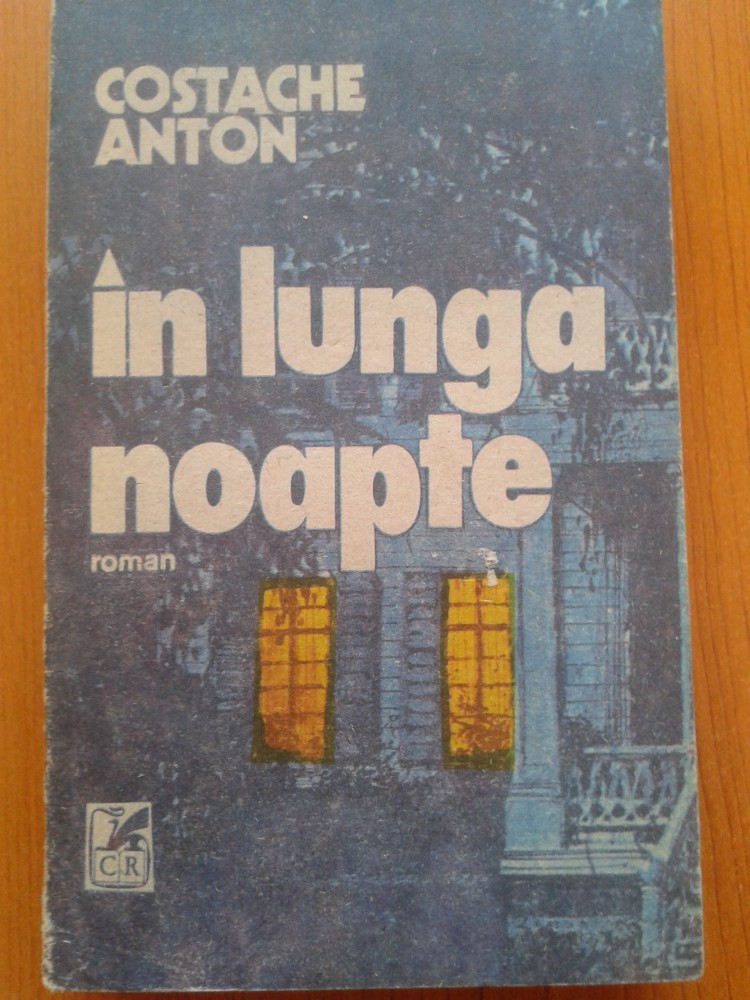 COSTACHE
ANTON
în lunga
noapte
roman
CR